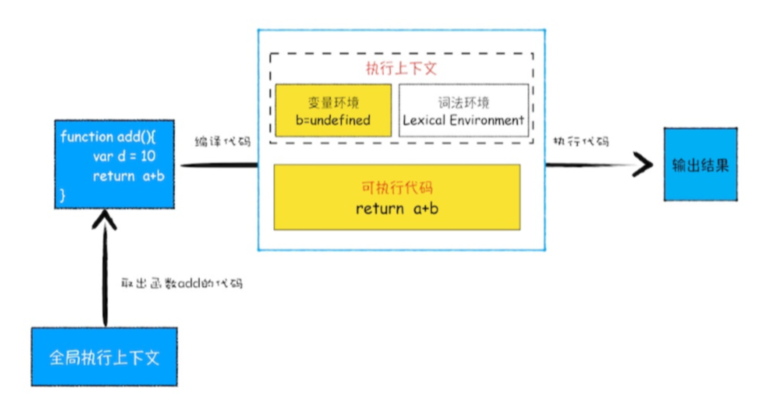 执行上下文
变量环境
b=undefined
词法环境
Lexical Environment
function add(){
var d = 10
return a+b
}
编译代码
执行代码
输出结果
可执行代码
return a+b
取出函数add的代码
全局执行上下文